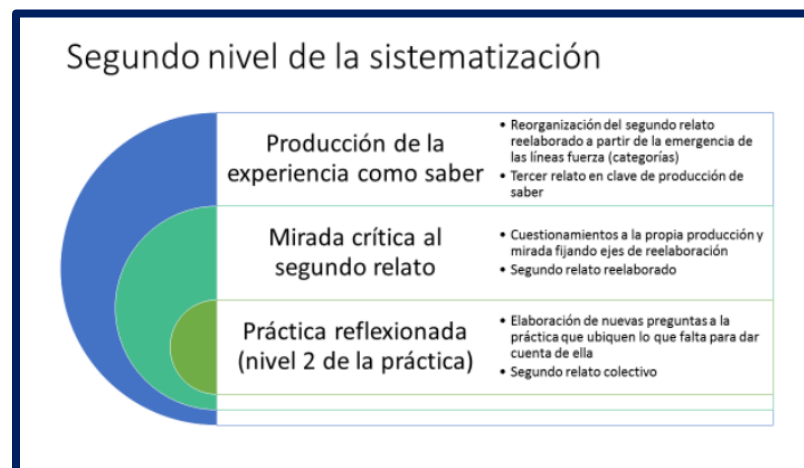 Segundo nivel de la sistematización
Producción de la
experiencia como saber
• Reorganización del segundo relato
reelaborado a partir de la emergencia de
las líneas fuerza (categorías)
• Tercer relato en clave de producción de
saber
Mirada crítica al
segundo relato
• Cuestionamientos a la propia producción y
mirada fijando ejes de reelaboración
• Segundo relato reelaborado
Práctica reflexionada
(nivel 2 de la práctica)
• Elaboración de nuevas preguntas a la
práctica que ubiquen lo que falta para dar
cuenta de ella
• Segundo relato colectivo